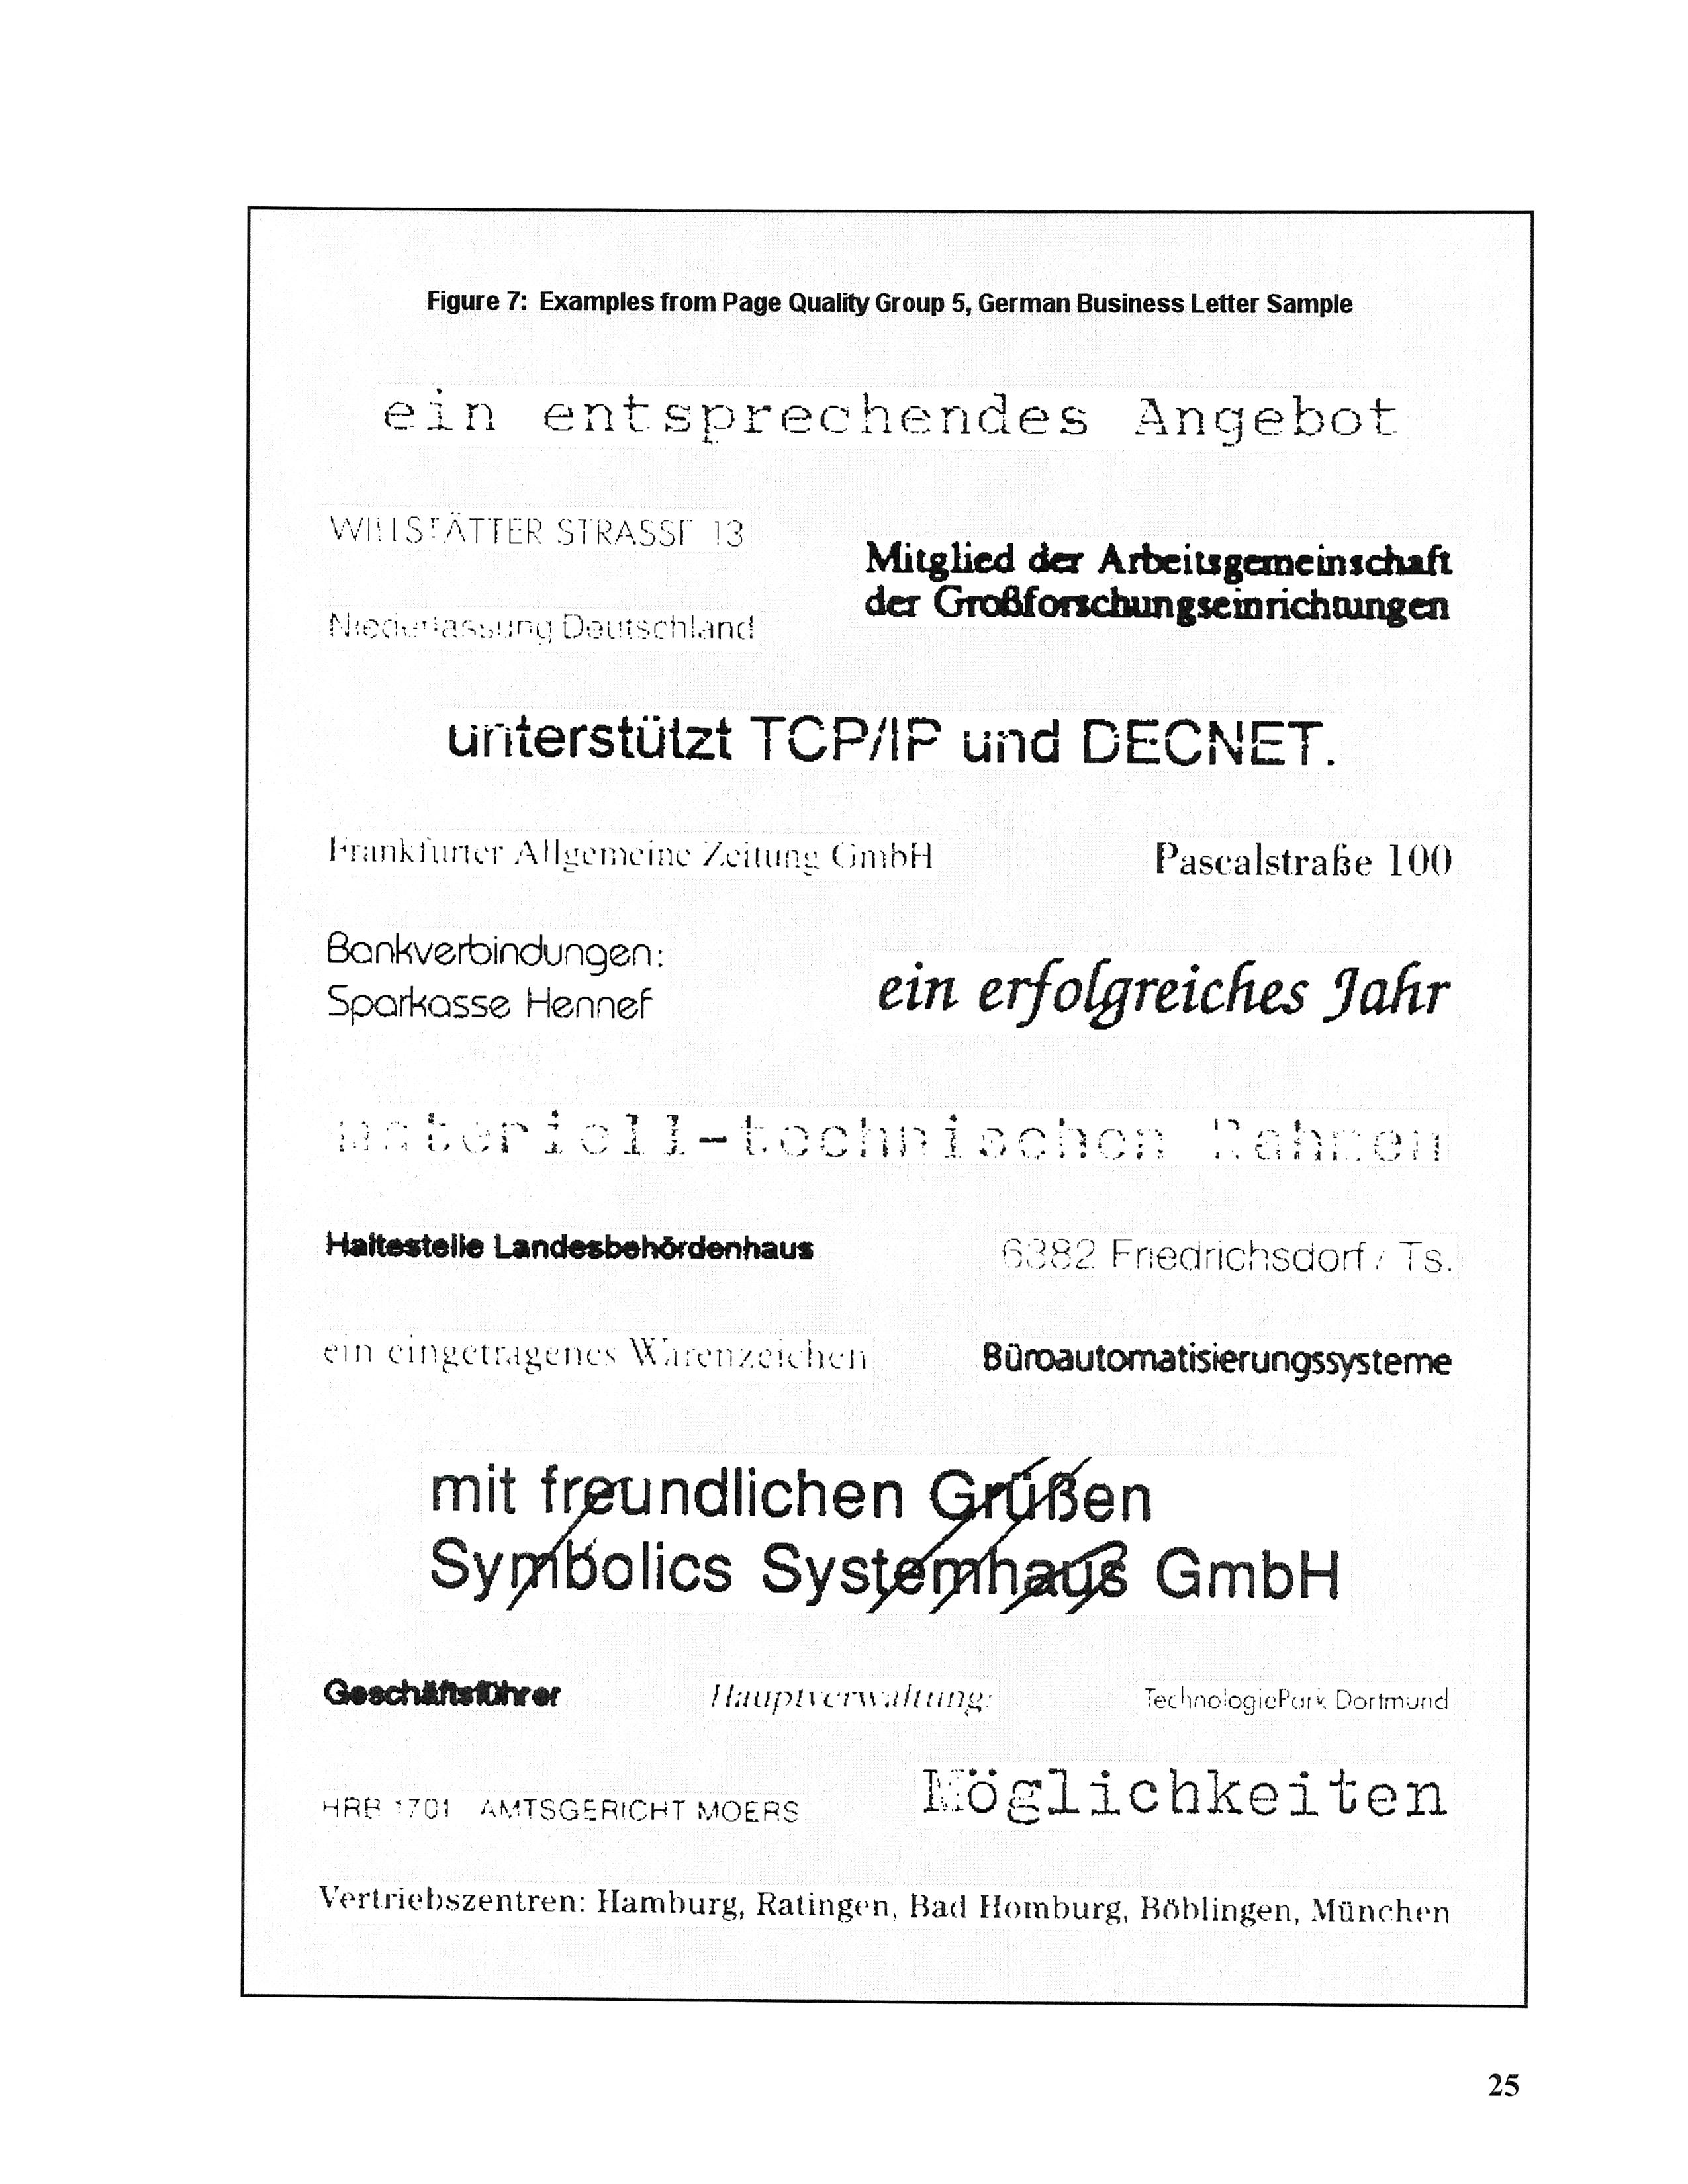 Figure 7: Examples from Page Quality Group 5, German Business Letter Sample
ein entsprechendes Angebot
WILLSTÄTTER STRASSE 13
Mitglied der Arbeitsgemeinschaft
der Großforschungseinrichtungen
Niederlassung Deutschland
unterstützt TCP/IP und DECNET.
Frankfurter Allgemeine Zeitung GmbH
Pascalstraße 100
Bankverbindungen:
Sparkasse Hennef
ein erfolgreiches Jahr
materiell-technischen Rahmen
Haltestelle Landesbehördenhaus
6382 Friedrichsdorf / Ts.
ein eingetragenes Warenzeichen
Büroautomatisierungssysteme
mit freundlichen Grüßen
Symbolics Systemhaus GmbH
Geschäftsführer
Hauptverwaltung:
TechnologiePark Dortmund
HRB 1701 AMTSGERICHT MOERS
Möglichkeiten
Vertriebszentren: Hamburg, Ratingen, Bad Homburg, Böblingen, München
25